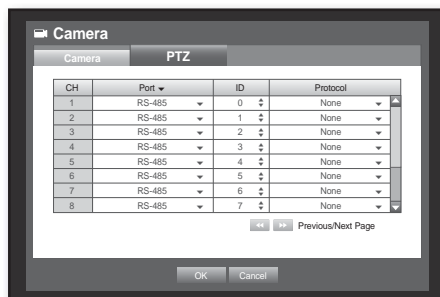 Camera
Camera PTZ
CH Port ID Protocol
1 RS-485 0 None
2 RS-485 1 None
3 RS-485 2 None
4 RS-485 3 None
5 RS-485 4 None
6 RS-485 5 None
7 RS-485 6 None
8 RS-485 7 None
Previous/Next Page
OK Cancel